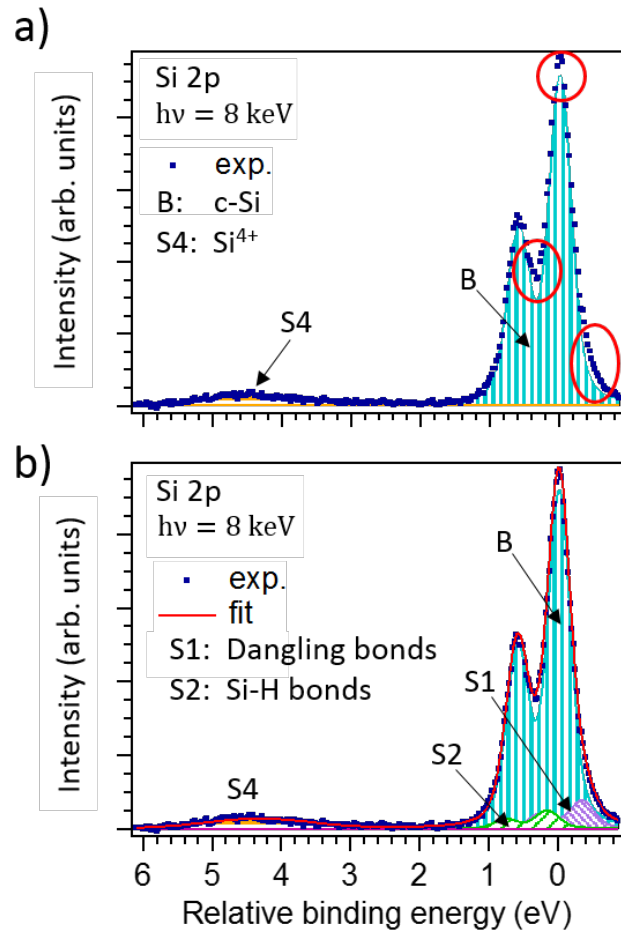 a)
Si 2p
hν = 8 keV
exp.
B: c-Si
S4: Si⁴⁺
B
S4
Intensity (arb. units)
b)
Si 2p
hν = 8 keV
exp.
fit
S1: Dangling bonds
S2: Si-H bonds
B
S1
S2
S4
Intensity (arb. units)
6 5 4 3 2 1 0
Relative binding energy (eV)